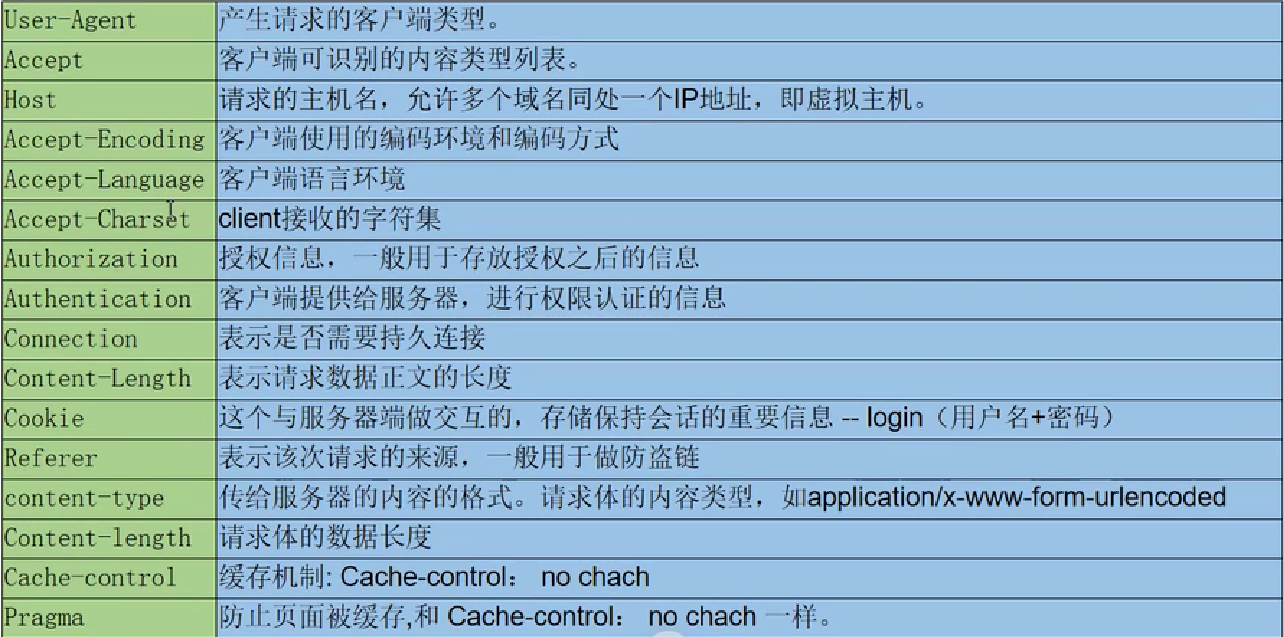 User-Agent 产生请求的客户端类型。
Accept 客户端可识别的内容类型列表。
Host 请求的主机名，允许多个域名同处一个IP地址，即虚拟主机。
Accept-Encoding 客户端使用的编码环境和编码方式
Accept-Language 客户端语言环境
Accept-Charset client接收的字符集
Authorization 授权信息，一般用于存放授权之后的信息
Authentication 客户端提供给服务器，进行权限认证的信息
Connection 表示是否需要持久连接
Content-Length 表示请求数据正文的长度
Cookie 这个与服务器端做交互的，存储保持会话的重要信息 -- login（用户名+密码）
Referer 表示该次请求的来源，一般用于做防盗链
content-type 传给服务器的内容的格式。请求体的内容类型，如application/x-www-form-urlencoded
Content-length 请求体的数据长度
Cache-control 缓存机制: Cache-control： no chach
Pragma 防止页面被缓存,和 Cache-control： no chach 一样。